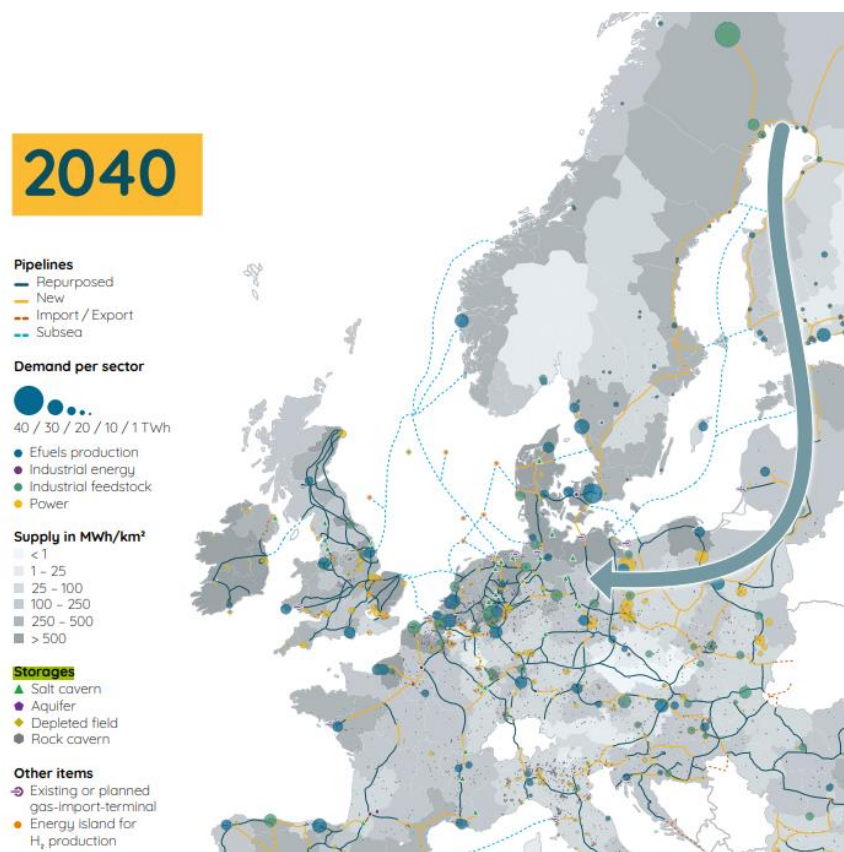 2040
Pipelines
Repurposed
New
Import / Export
Subsea
Demand per sector
40 / 30 / 20 / 10 / 1 TWh
Efuels production
Industrial energy
Industrial feedstock
Power
Supply in MWh/km²
< 1
1 – 25
25 – 100
100 – 250
250 – 500
> 500
Storages
Salt cavern
Aquifer
Depleted field
Rock cavern
Other items
Existing or planned
gas-import-terminal
Energy island for
H₂ production